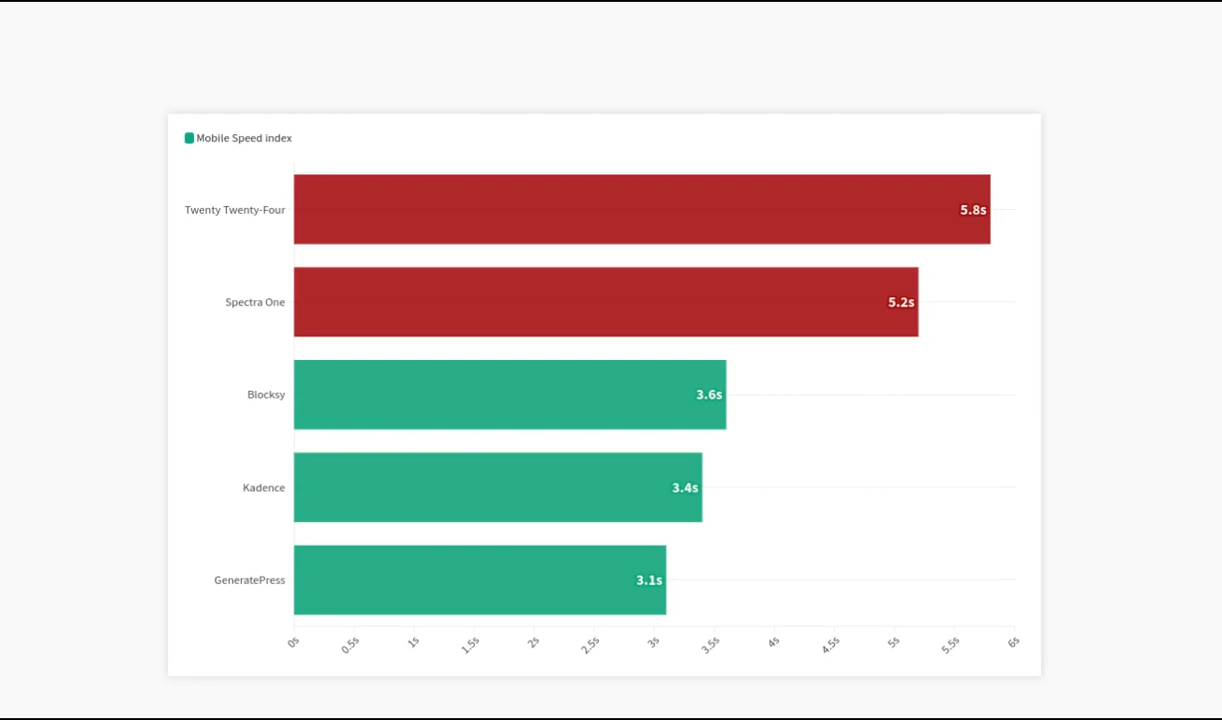 Mobile Speed index
Twenty Twenty-Four 5.8s
Spectra One 5.2s
Blocksy 3.6s
Kadence 3.4s
GeneratePress 3.1s
0s 0.5s 1s 1.5s 2s 2.5s 3s 3.5s 4s 4.5s 5s 5.5s 6s